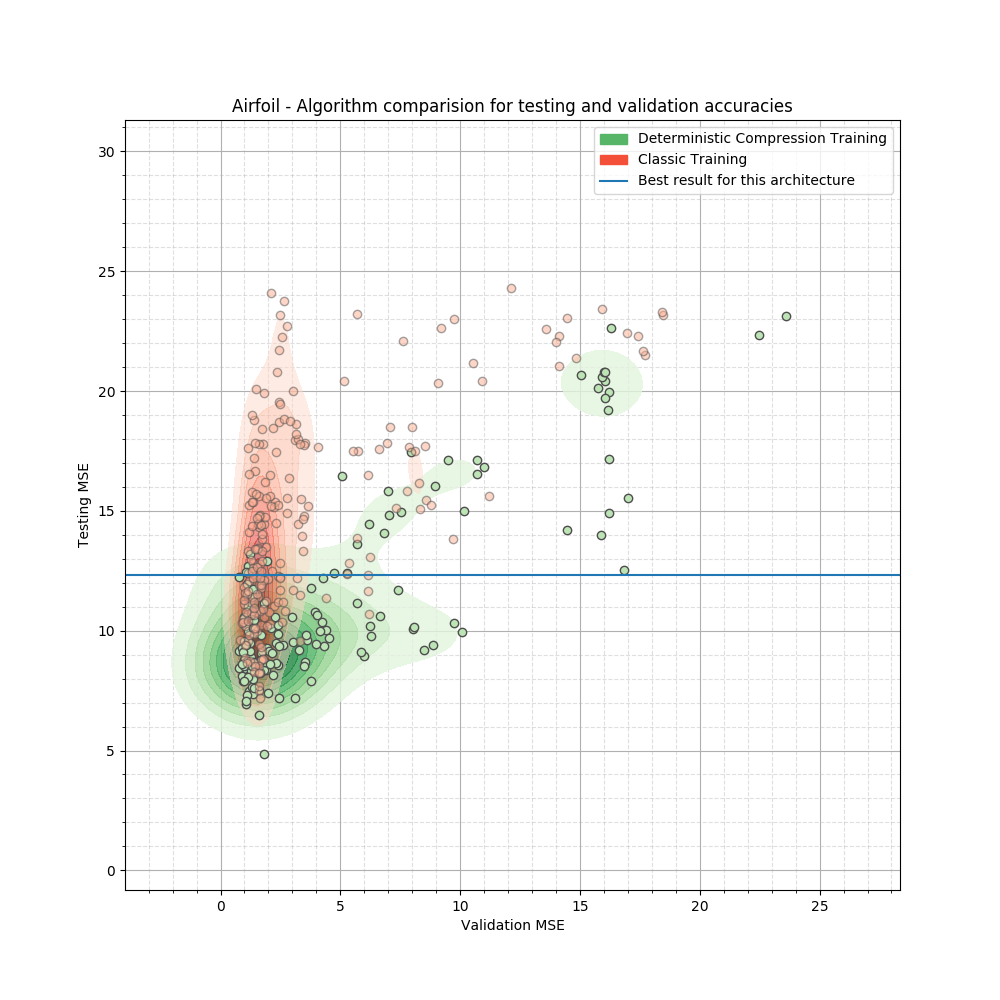 Airfoil - Algorithm comparision for testing and validation accuracies
Deterministic Compression Training
Classic Training
Best result for this architecture
30
25
20
15
10
5
0
Testing MSE
0 5 10 15 20 25
Validation MSE